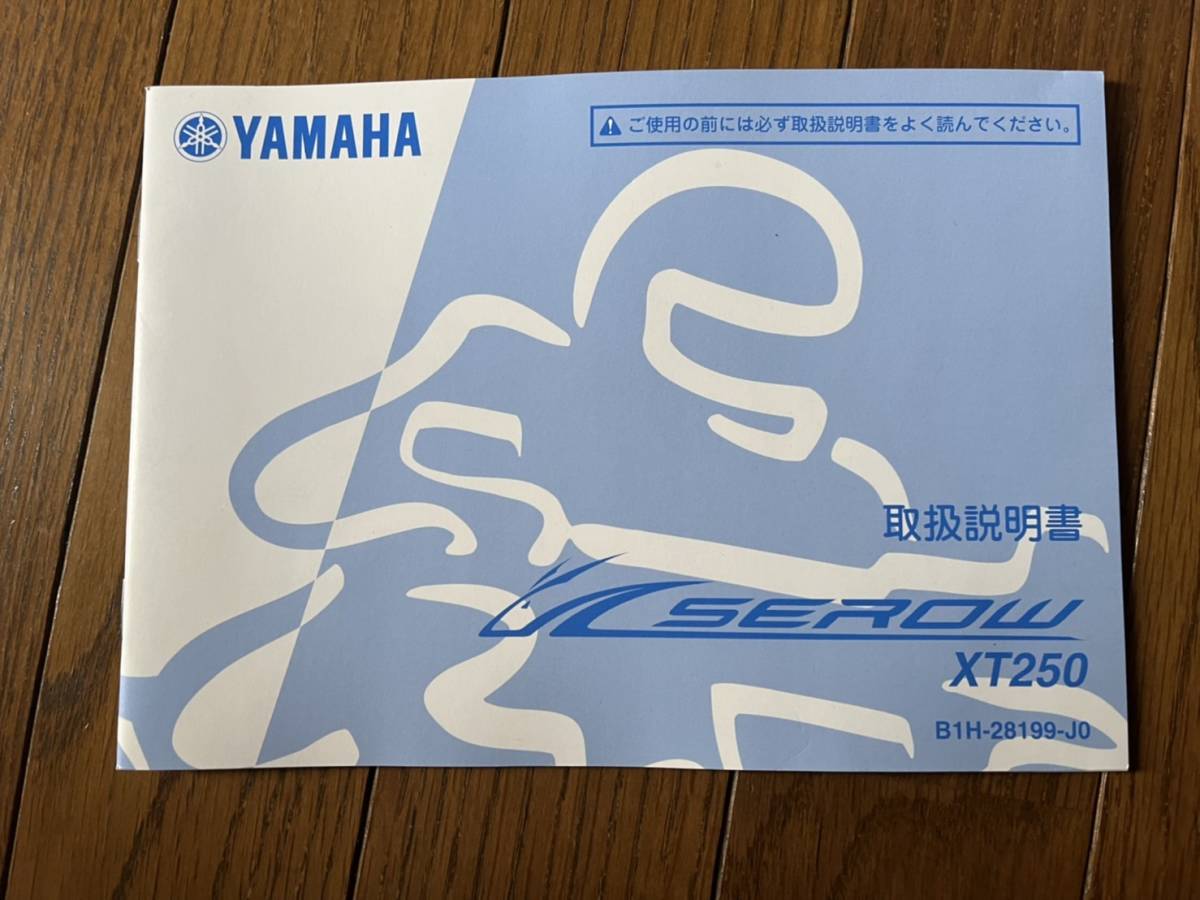 YAMAHA
ご使用の前には必ず取扱説明書をよく読んでください。
取扱説明書
SEROW
XT250
B1H-28199-J0